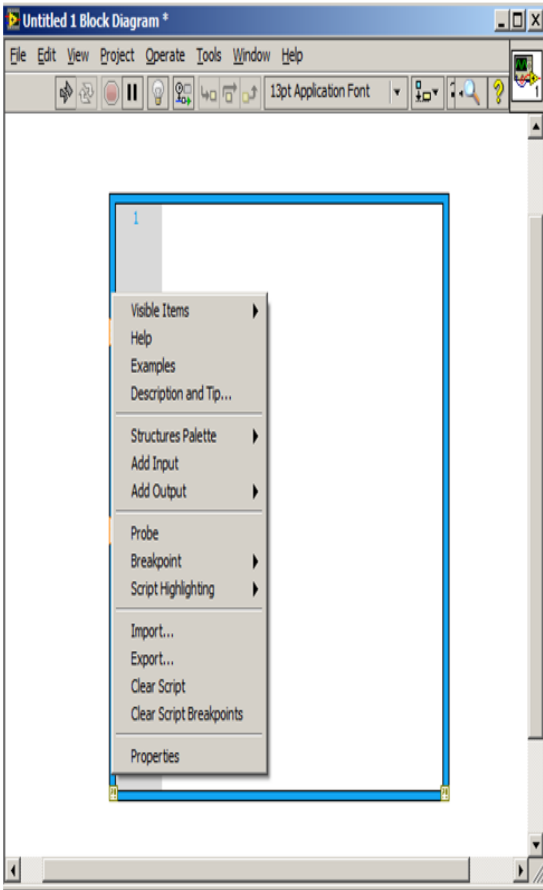 Untitled 1 Block Diagram *
File Edit View Project Operate Tools Window Help
13pt Application Font
1
1
Visible Items
Help
Examples
Description and Tip...
Structures Palette
Add Input
Add Output
Probe
Breakpoint
Script Highlighting
Import...
Export...
Clear Script
Clear Script Breakpoints
Properties